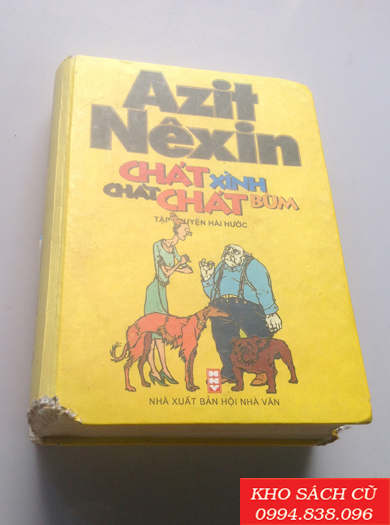 Azit
Nêxin
CHÁT XÌNH
CHÁT CHÁT BÙM
TẬP TRUYỆN HÀI HƯỚC
NHÀ XUẤT BẢN HỘI NHÀ VĂN
KHO SÁCH CŨ
0994.838.096